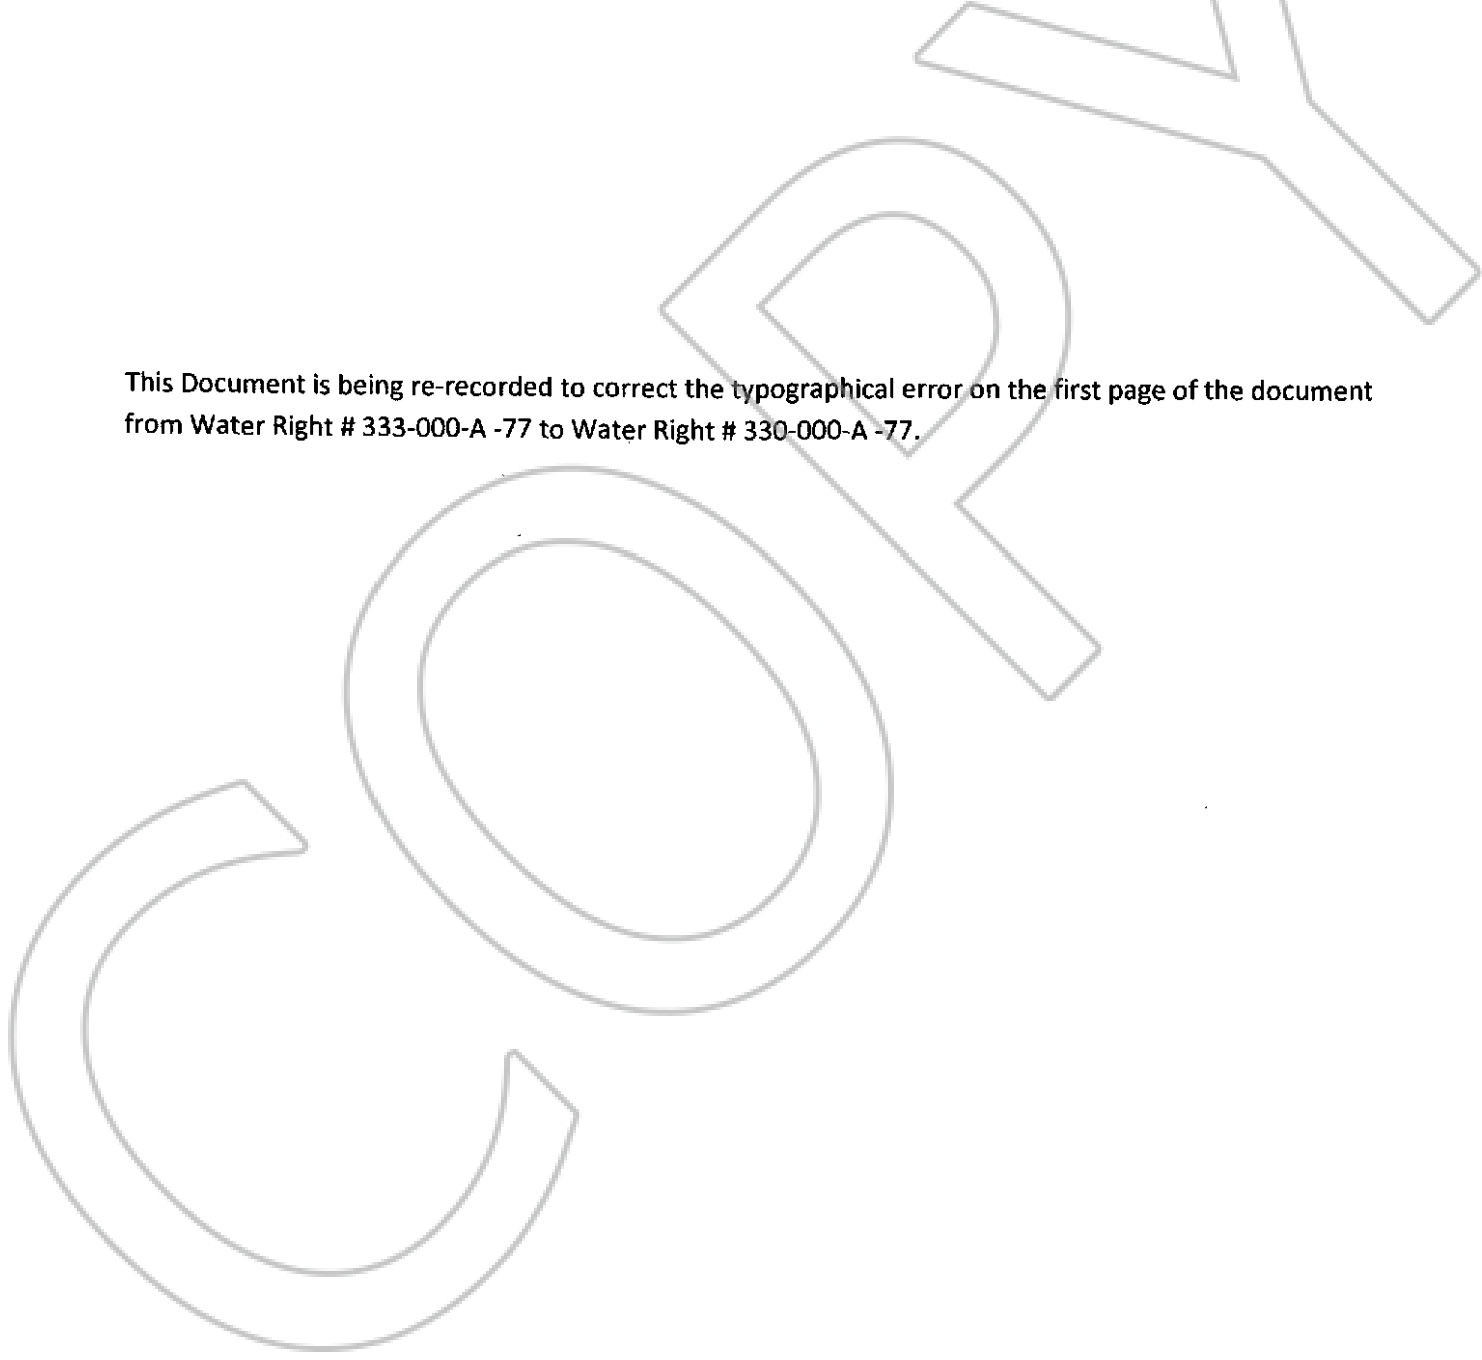 This Document is being re-recorded to correct the typographical error on the first page of the document
from Water Right # 333-000-A -77 to Water Right # 330-000-A -77.
COPY